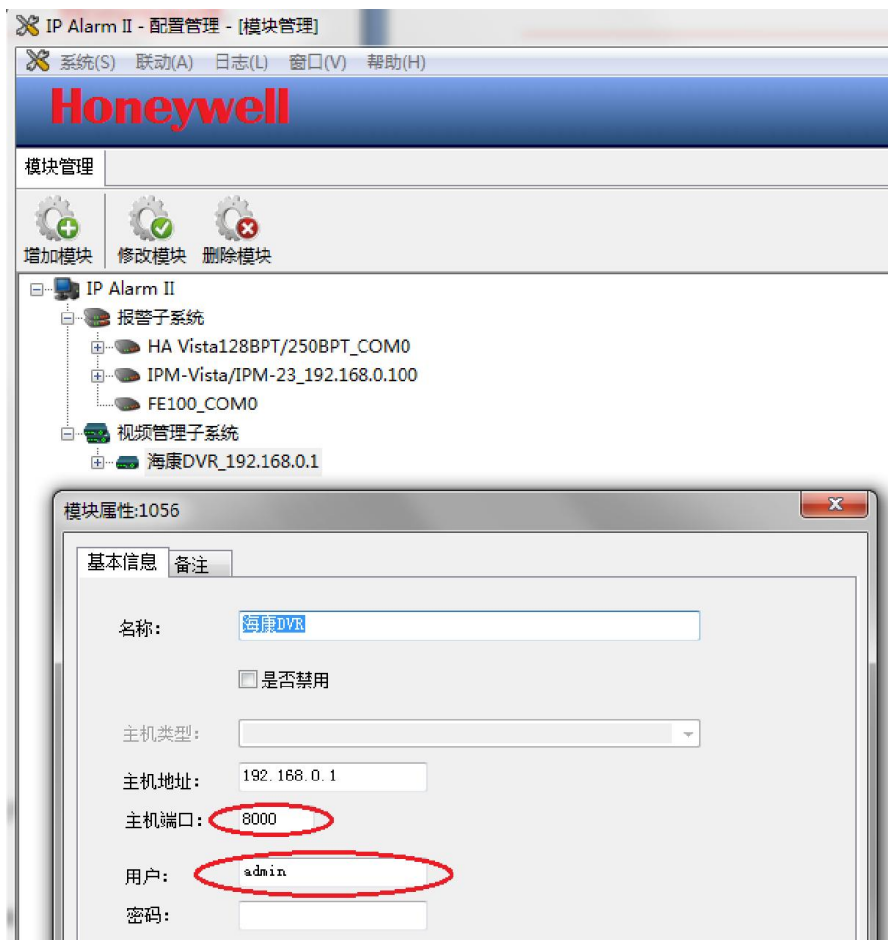 IP Alarm II - 配置管理 - [模块管理]
系统(S) 联动(A) 日志(L) 窗口(V) 帮助(H)
Honeywell
模块管理
增加模块 修改模块 删除模块
IP Alarm II
报警子系统
HA Vista128BPT/250BPT_COM0
IPM-Vista/IPM-23_192.168.0.100
FE100_COM0
视频管理子系统
海康DVR_192.168.0.1
模块属性:1056
基本信息 备注
名称: 海康DVR
是否禁用
主机类型:
主机地址: 192.168.0.1
主机端口: 8000
用户: admin
密码: